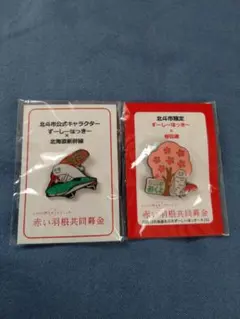 北斗市公式キャラクター
ずーしーほっきー
×
北海道新幹線
赤い羽根共同募金
北斗市限定
ずーしーほっきー
×
赤い羽根共同募金